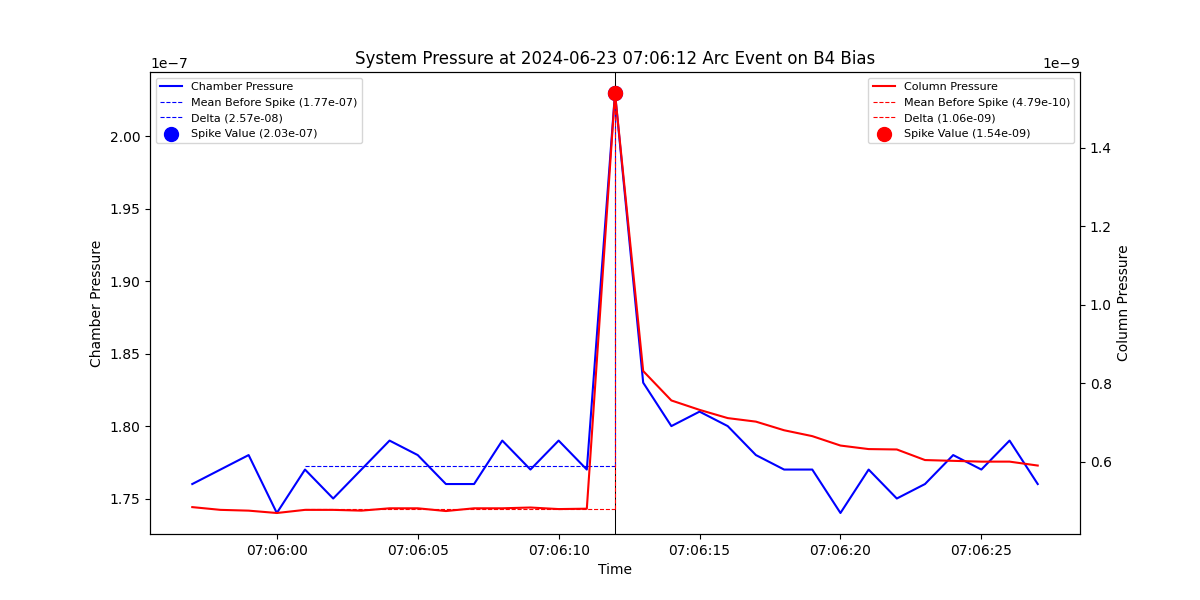 System Pressure at 2024-06-23 07:06:12 Arc Event on B4 Bias
1e−7
1e−9
Chamber Pressure
Mean Before Spike (1.77e-07)
Delta (2.57e-08)
Spike Value (2.03e-07)
Column Pressure
Mean Before Spike (4.79e-10)
Delta (1.06e-09)
Spike Value (1.54e-09)
2.00
1.95
1.90
1.85
1.80
1.75
Chamber Pressure
1.4
1.2
1.0
0.8
0.6
Column Pressure
07:06:00
07:06:05
07:06:10
07:06:15
07:06:20
07:06:25
Time